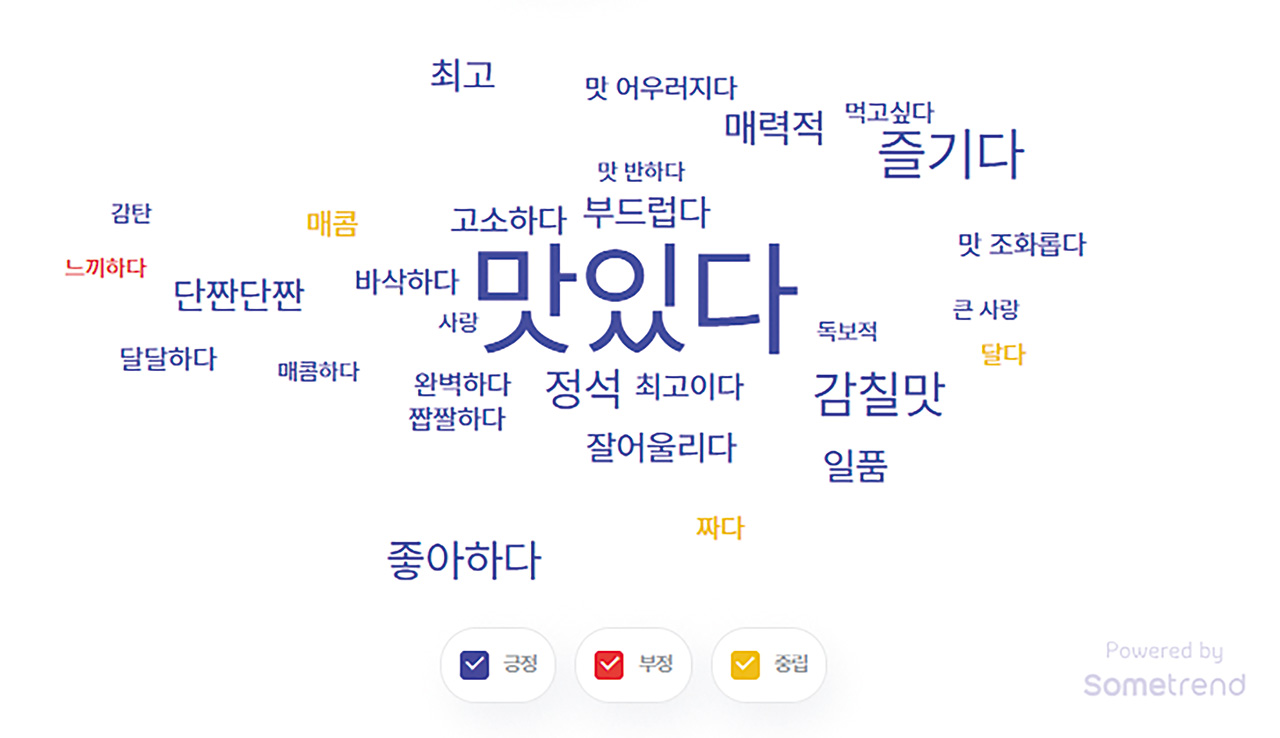 최고
맛 어우러지다
먹고싶다
매력적
즐기다
맛 반하다
감탄
매콤
고소하다
부드럽다
맛 조화롭다
느끼하다
단짠단짠
바삭하다
맛있다
사랑
독보적
큰 사랑
달다
달달하다
매콤하다
완벽하다
정석
최고이다
감칠맛
짭짤하다
잘어울리다
일품
짜다
좋아하다
긍정
부정
중립
Powered by
Sometrend